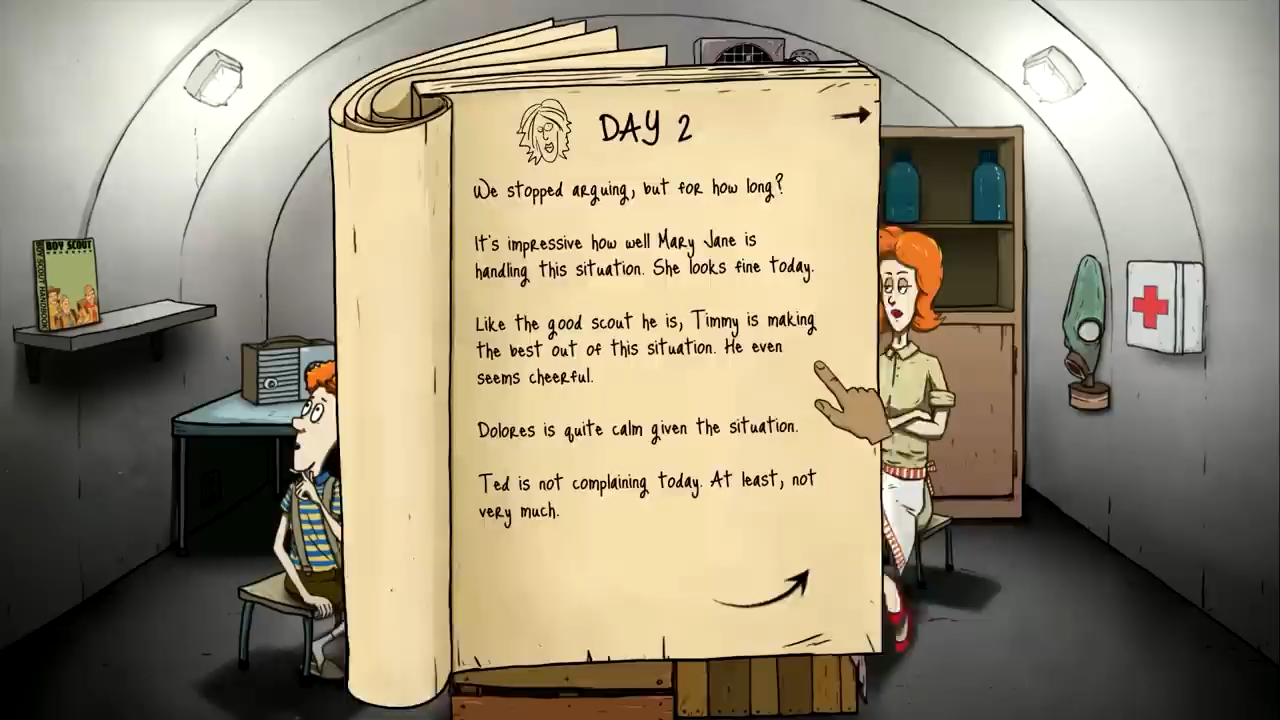 DAY 2
We stopped arguing, but for how long?
It's impressive how well Mary Jane is
handling this situation. She looks fine today.
Like the good scout he is, Timmy is making
the best out of this situation. He even
seems cheerful.
Dolores is quite calm given the situation.
Ted is not complaining today. At least, not
very much.
BOY SCOUT
BOY SCOUT HANDBOOK